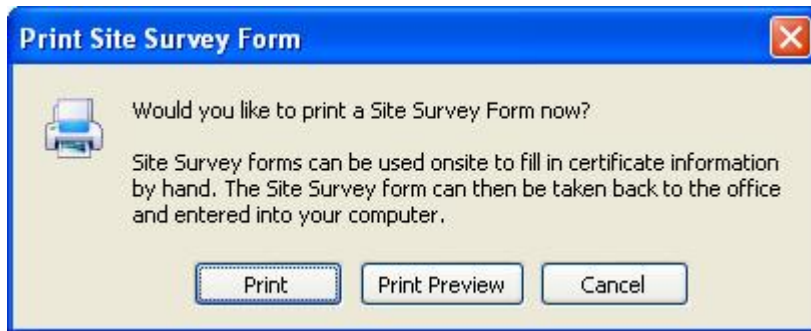 Print Site Survey Form
Would you like to print a Site Survey Form now?
Site Survey forms can be used onsite to fill in certificate information
by hand. The Site Survey form can then be taken back to the office
and entered into your computer.
Print Print Preview Cancel